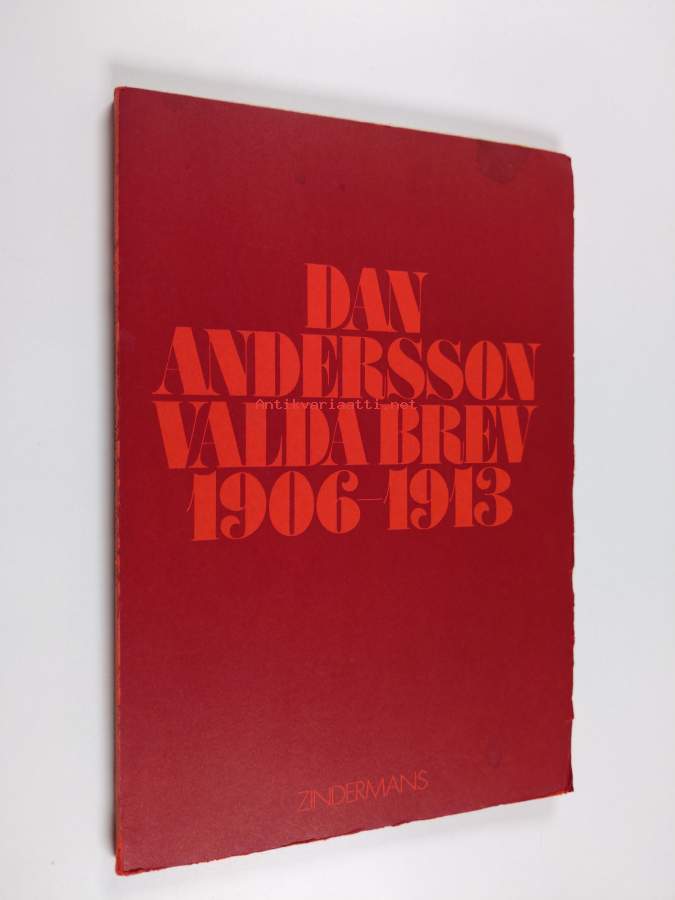 DAN
ANDERSSON
Antikvariaatti.net
VALDA BREV
1906–1913
ZINDERMANS